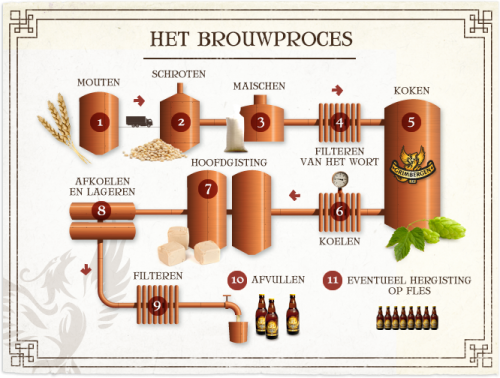 HET BROUWPROCES
MOUTEN
1
SCHROTEN
2
MAISCHEN
3
4
FILTEREN
VAN HET WORT
KOKEN
5
GRIMBERGEN
6
KOELEN
HOOFDGISTING
7
AFKOELEN
EN LAGEREN
8
FILTEREN
9
10 AFVULLEN
11 EVENTUEEL HERGISTING
OP FLES